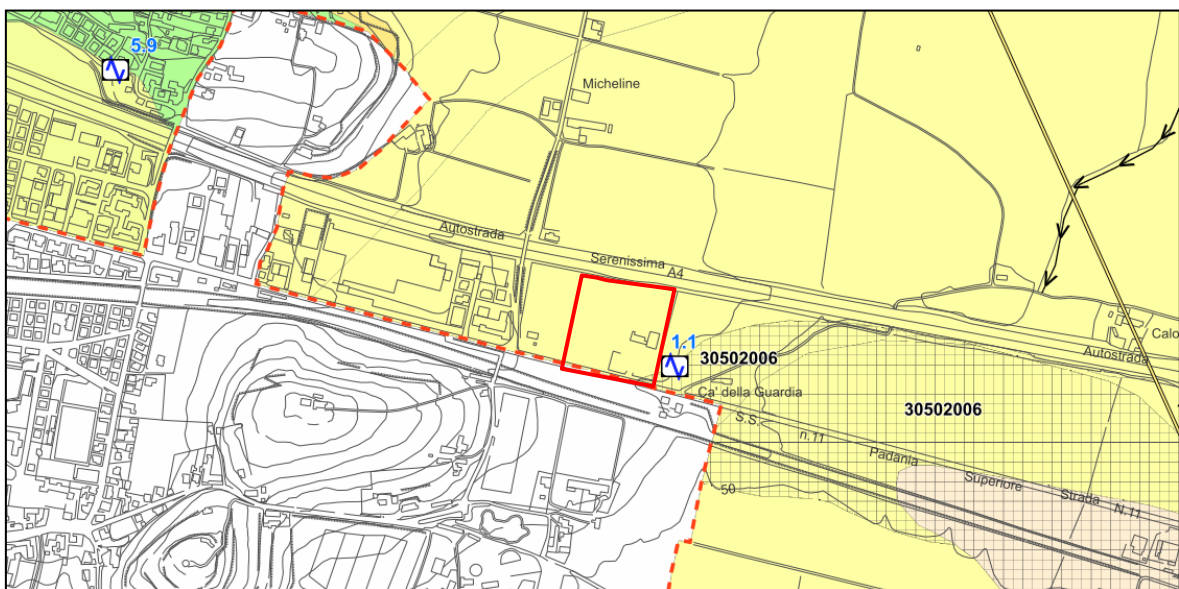 5.9
Micheline
Autostrada
Serenissima
A4
1.1
30502006
Calo
Autostrada
Ca' della Guardia
30502006
S.S.
n.11
Padania
Superiore
Strada
N.11
50